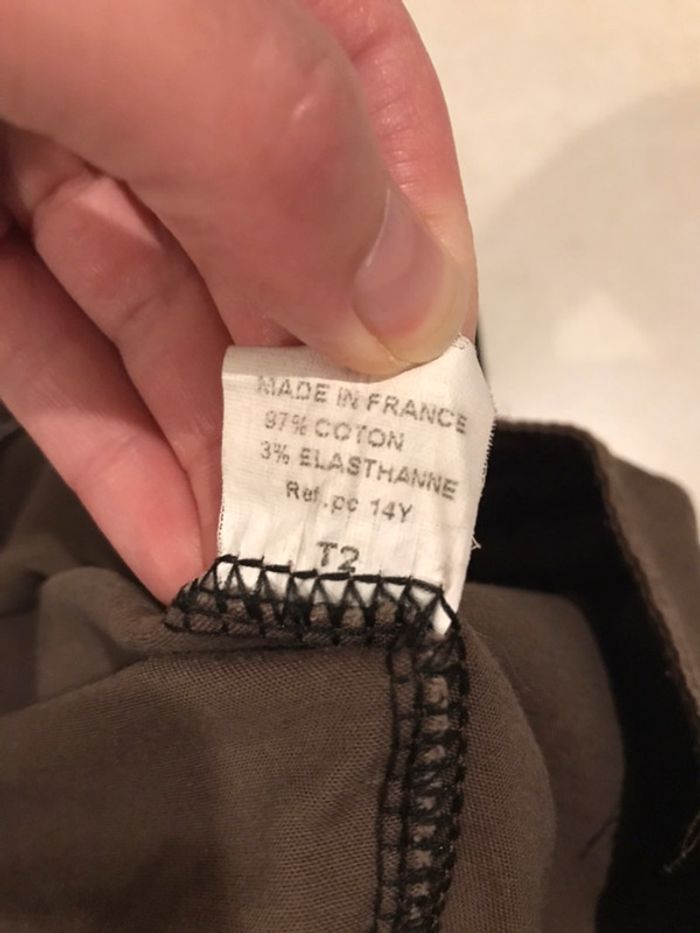 MADE IN FRANCE
97% COTON
3% ELASTHANNE
Ref.pc 14Y
T2